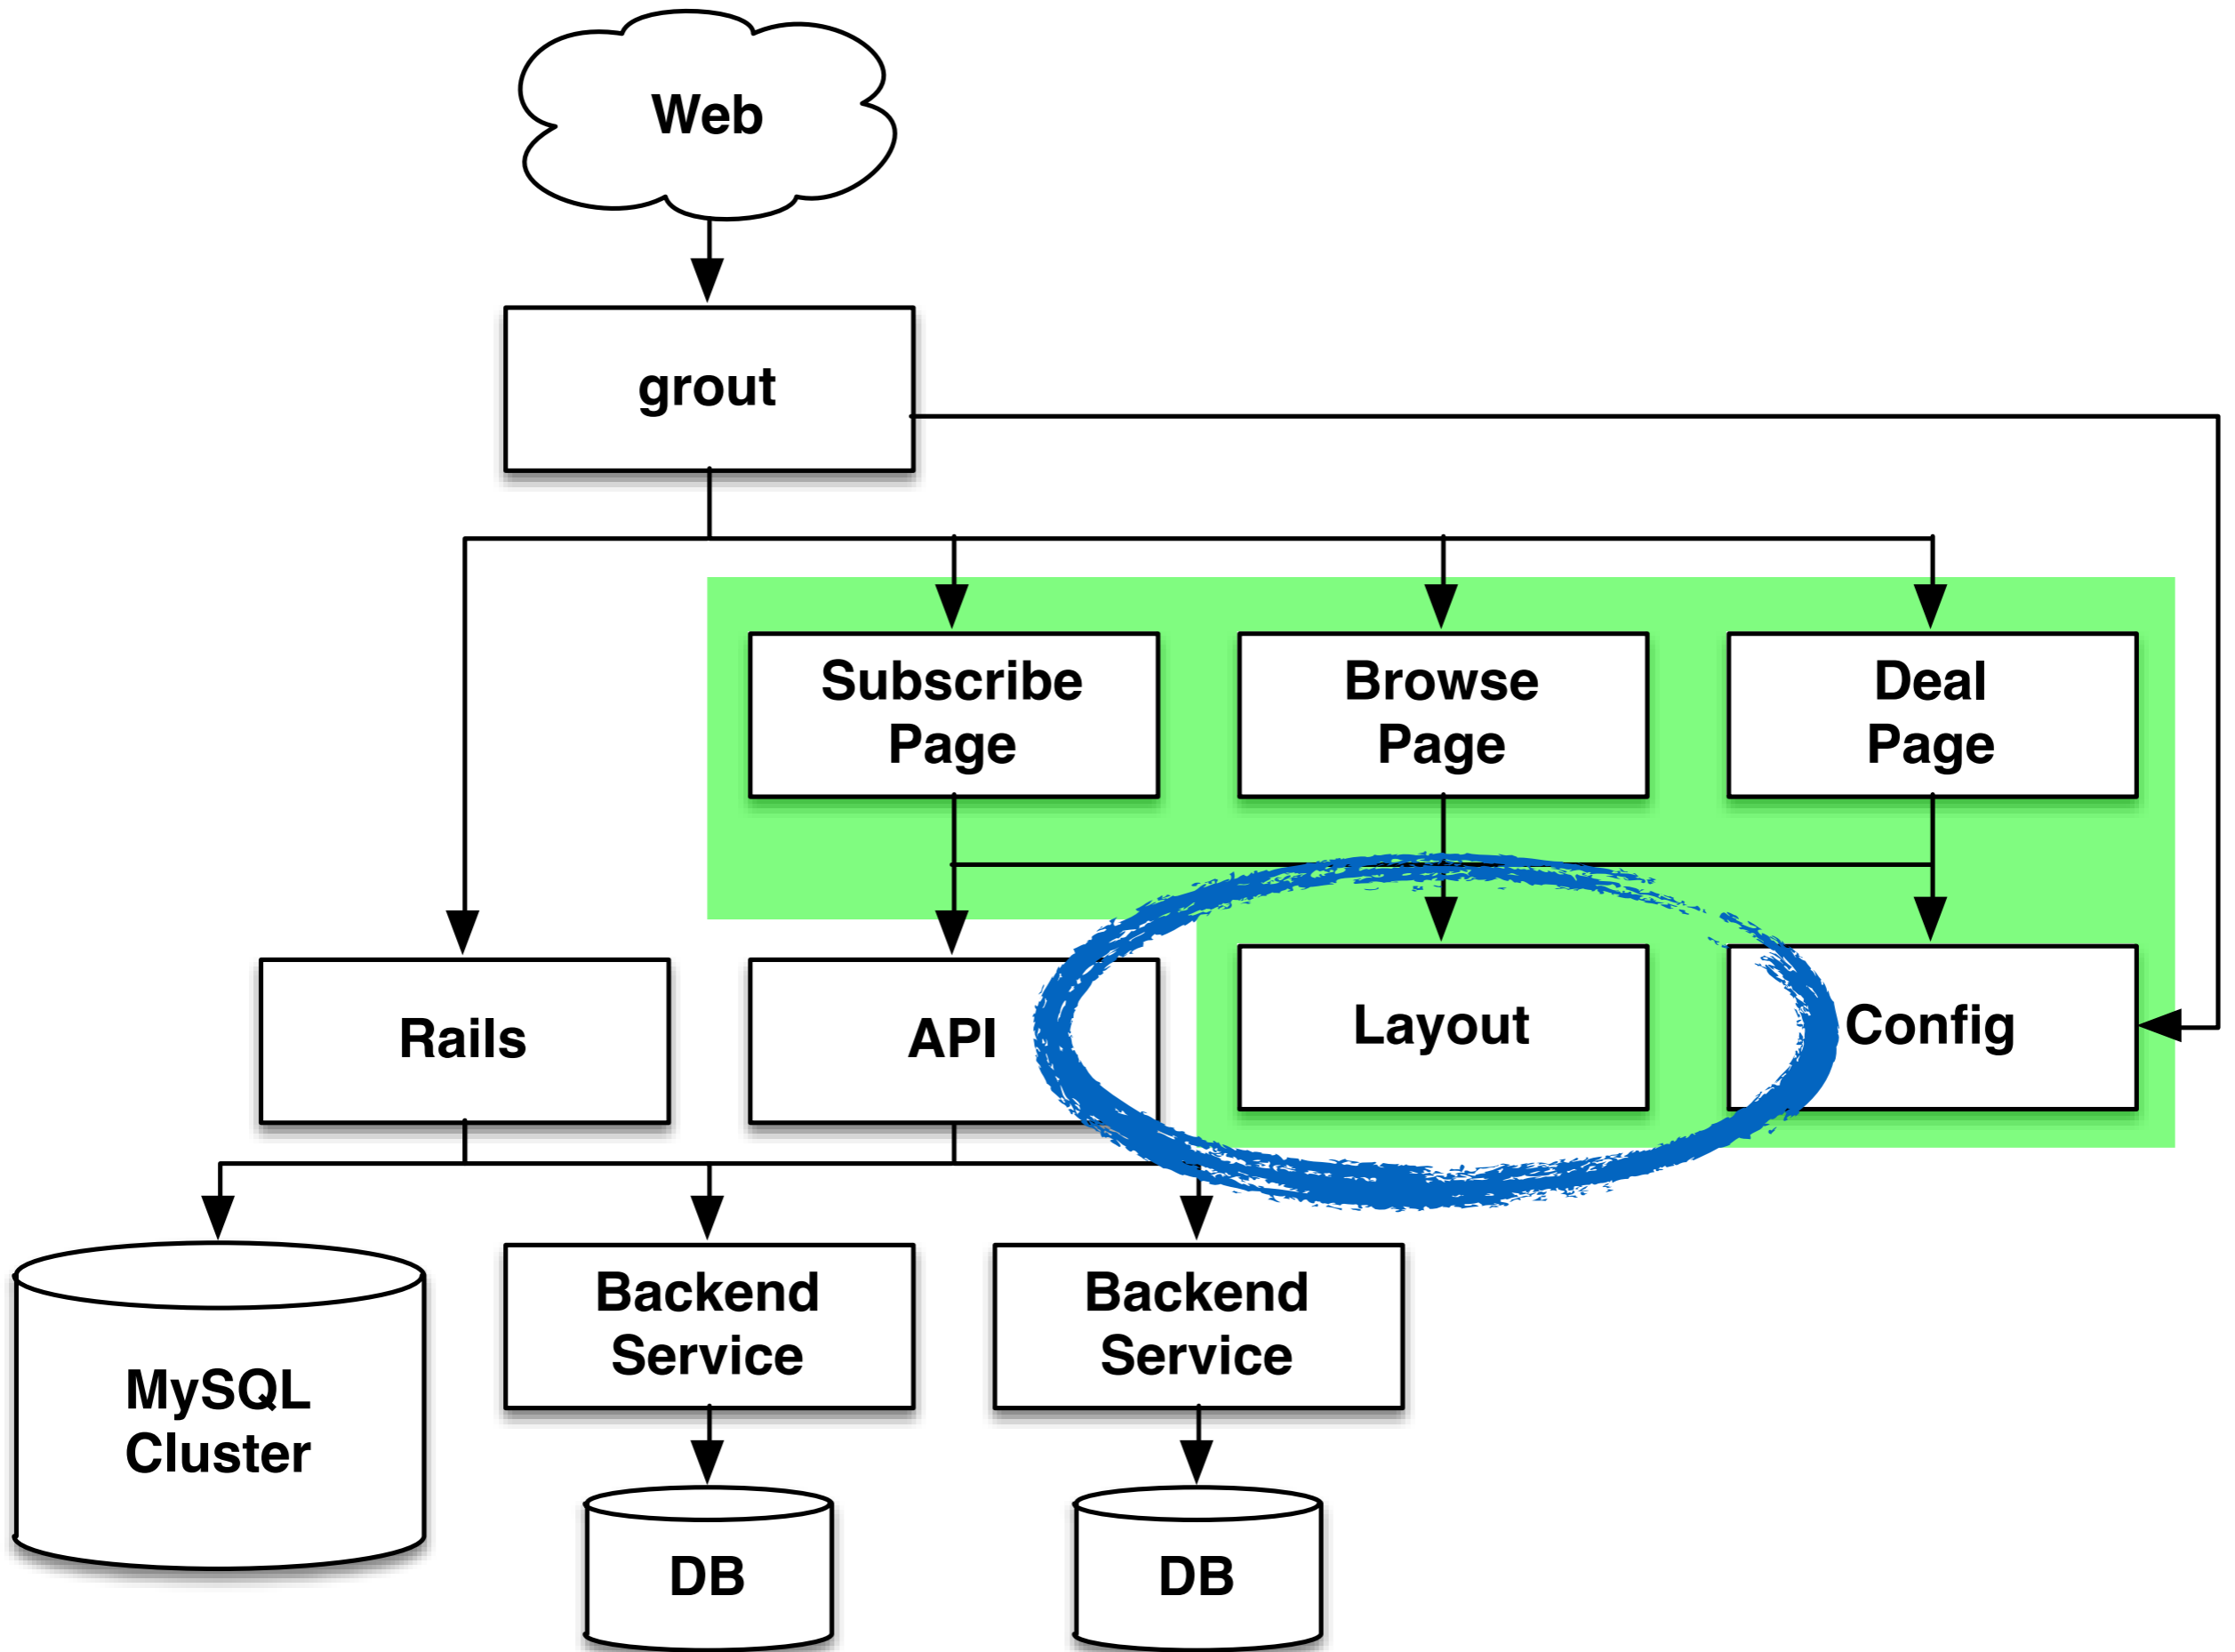 Web
grout
Subscribe
Page
Browse
Page
Deal
Page
Rails
API
Layout
Config
MySQL
Cluster
Backend
Service
Backend
Service
DB
DB